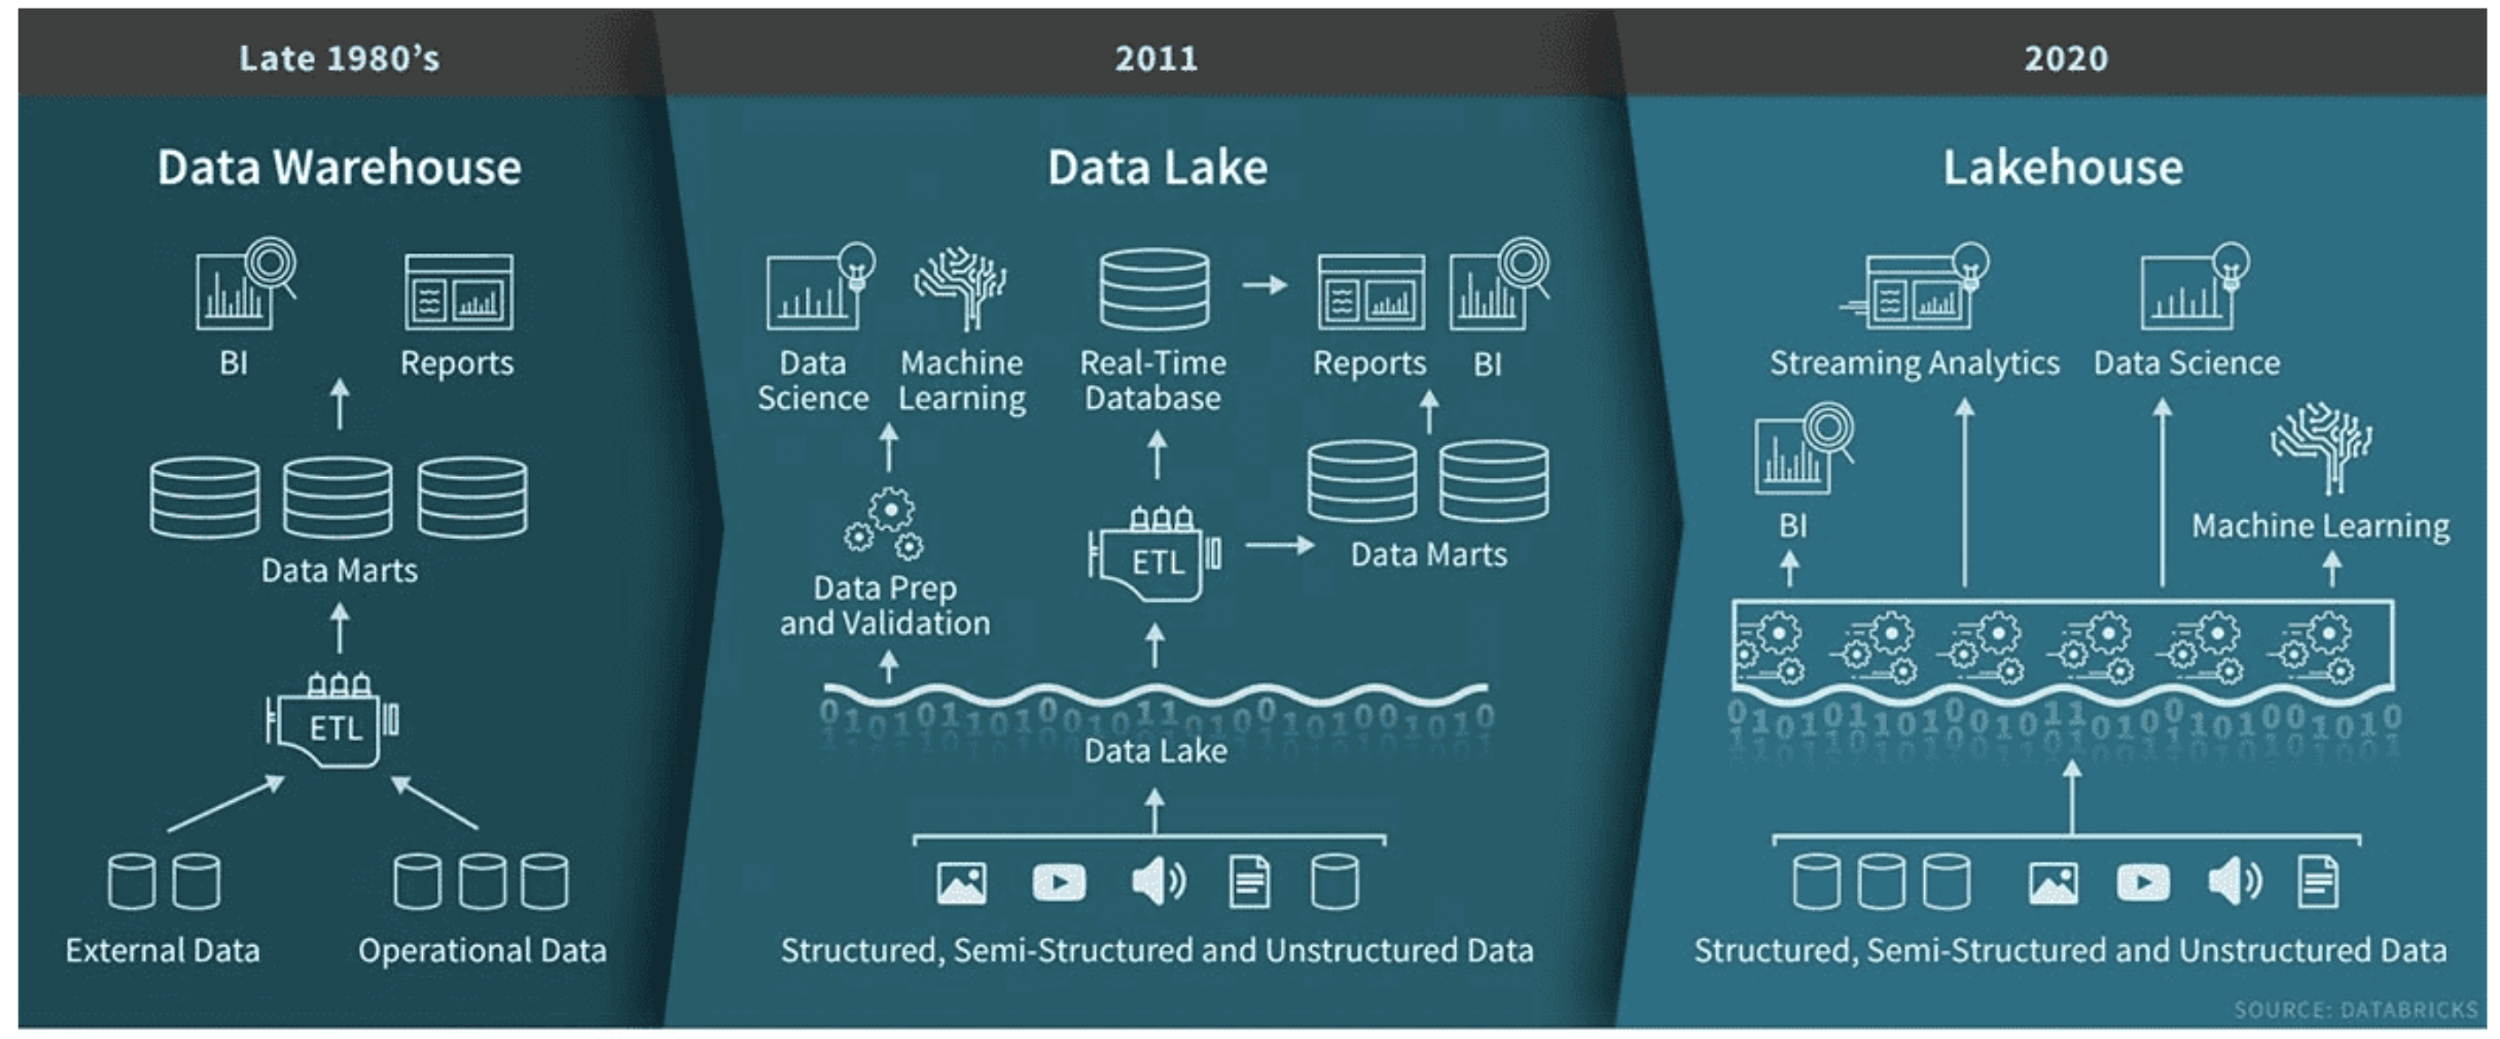 Late 1980's
2011
2020
Data Warehouse
BI
Reports
Data Marts
ETL
External Data
Operational Data
Data Lake
Data
Science
Machine
Learning
Real-Time
Database
Reports
BI
Data Prep
and Validation
ETL
Data Marts
0101011010010110100101001010
Data Lake
Structured, Semi-Structured and Unstructured Data
Lakehouse
Streaming Analytics
Data Science
BI
Machine Learning
0101011010010110100101001010
Structured, Semi-Structured and Unstructured Data
SOURCE: DATABRICKS